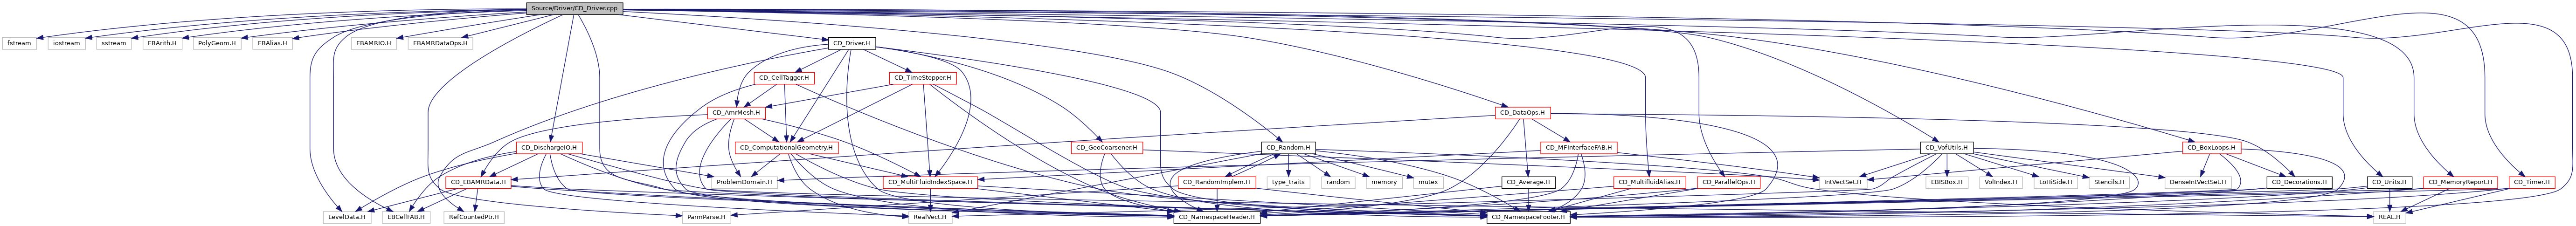 Source/Driver/CD_Driver.cpp
fstream
iostream
sstream
EBArith.H
PolyGeom.H
EBAlias.H
EBAMRIO.H
EBAMRDataOps.H
CD_Driver.H
CD_CellTagger.H
CD_TimeStepper.H
CD_AmrMesh.H
CD_DataOps.H
CD_DischargeIO.H
CD_ComputationalGeometry.H
CD_GeoCoarsener.H
CD_Random.H
CD_MFInterfaceFAB.H
CD_VofUtils.H
CD_BoxLoops.H
CD_EBAMRData.H
ProblemDomain.H
CD_MultiFluidIndexSpace.H
CD_RandomImplem.H
type_traits
random
memory
mutex
CD_Average.H
CD_MultifluidAlias.H
CD_ParallelOps.H
IntVectSet.H
EBISBox.H
VoIindex.H
LoHiSide.H
Stencils.H
DenseIntVectSet.H
CD_Decorations.H
CD_Units.H
CD_MemoryReport.H
CD_Timer.H
LevelData.H
EBCellFAB.H
RefCountedPtr.H
ParmParse.H
RealVect.H
CD_NamespaceHeader.H
CD_NamespaceFooter.H
REAL.H